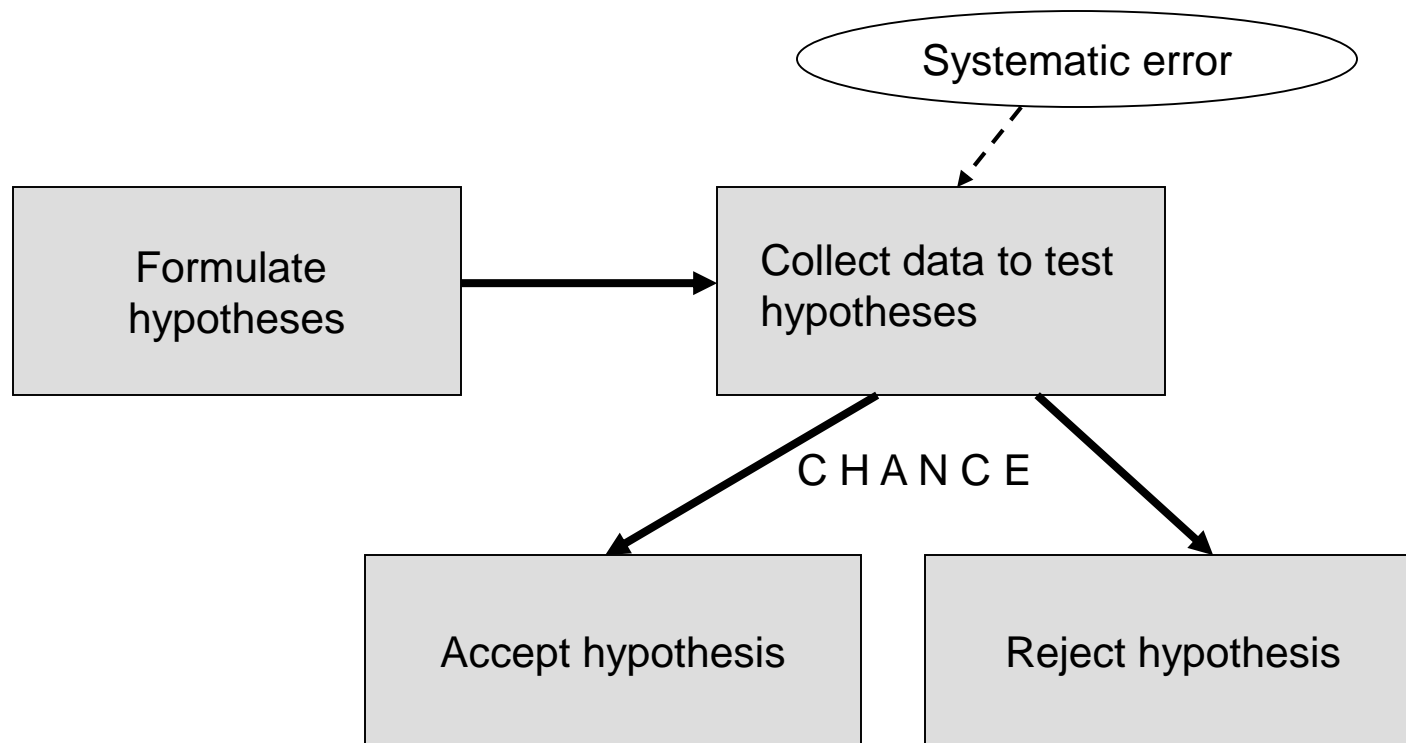 Systematic error
Formulate
hypotheses
Collect data to test
hypotheses
C H A N C E
Accept hypothesis
Reject hypothesis